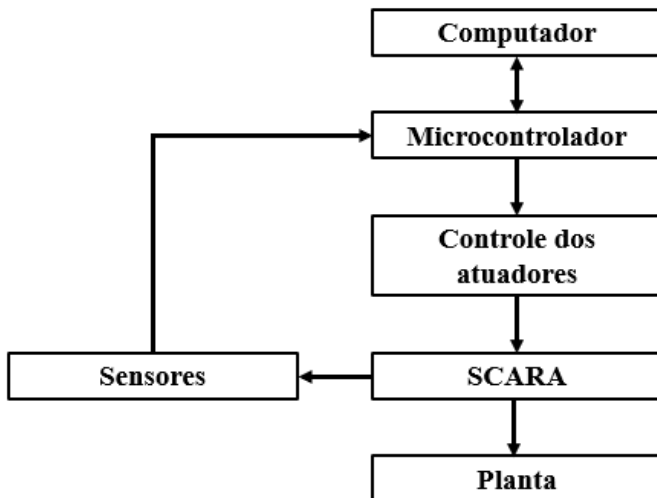 Computador
Microcontrolador
Controle dos
atuadores
Sensores
SCARA
Planta